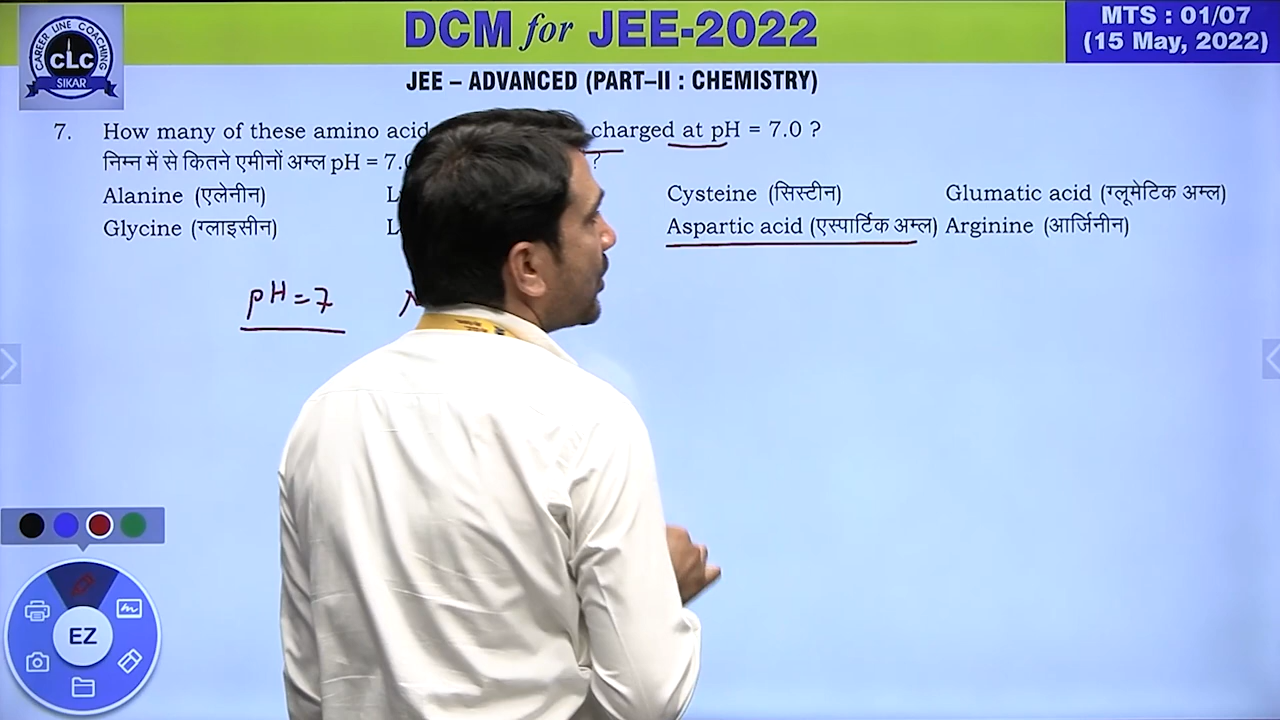 CAREER LINE COACHING
CLC
SIKAR
DCM for JEE-2022
MTS : 01/07
(15 May, 2022)
JEE – ADVANCED (PART–II : CHEMISTRY)
7. How many of these amino acid charged at pH = 7.0 ?
निम्न में से कितने एमीनों अम्ल pH = 7.0 ?
Alanine (एलेनीन) Cysteine (सिस्टीन) Glumatic acid (ग्लूमेटिक अम्ल)
Glycine (ग्लाइसीन) Aspartic acid (एस्पार्टिक अम्ल) Arginine (आर्जिनीन)
pH = 7
EZ